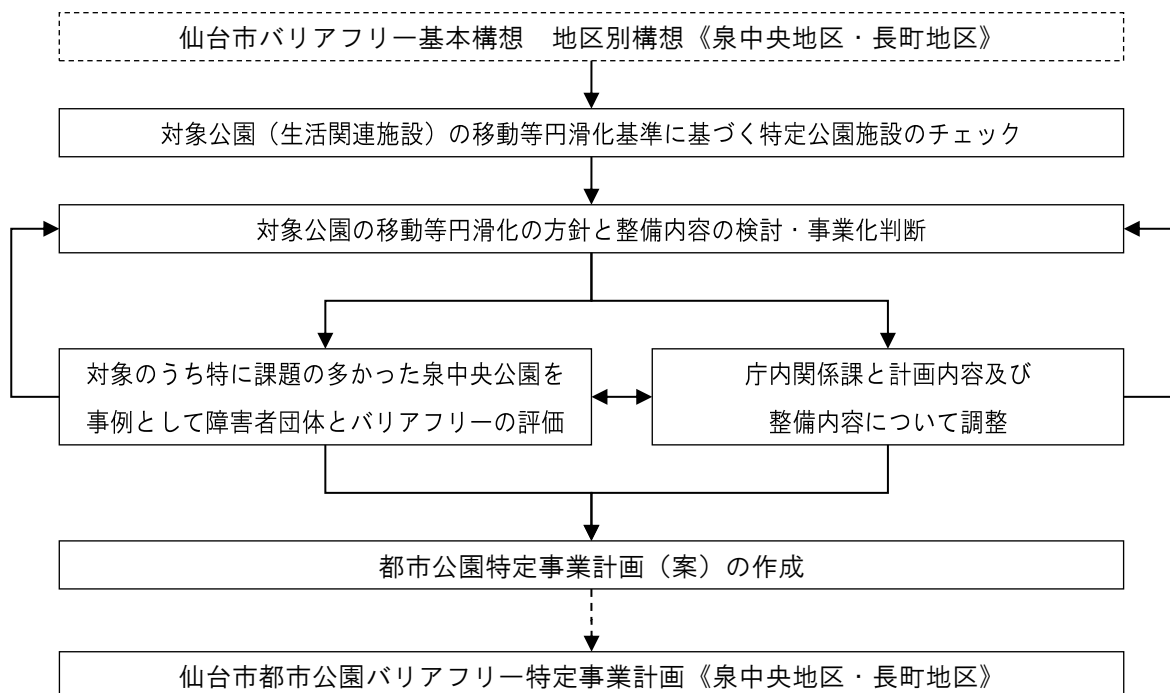 仙台市バリアフリー基本構想　地区別構想《泉中央地区・長町地区》
対象公園（生活関連施設）の移動等円滑化基準に基づく特定公園施設のチェック
対象公園の移動等円滑化の方針と整備内容の検討・事業化判断
対象のうち特に課題の多かった泉中央公園を
事例として障害者団体とバリアフリーの評価
庁内関係課と計画内容及び
整備内容について調整
都市公園特定事業計画（案）の作成
仙台市都市公園バリアフリー特定事業計画《泉中央地区・長町地区》